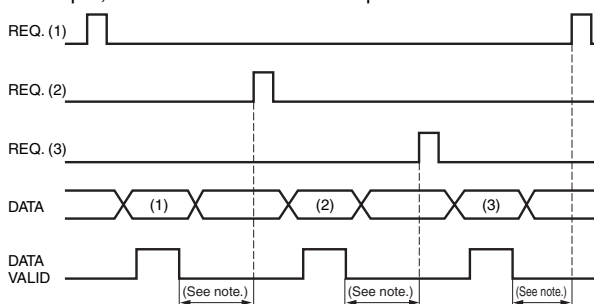 REQ. (1)
REQ. (2)
REQ. (3)
DATA
(1)
(2)
(3)
DATA
VALID
(See note.)
(See note.)
(See note.)